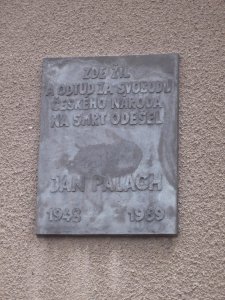 ZDE ŽIL
A ODTUD ZA SVOBODU
ČESKÉHO NÁRODA
NA SMRT ODEŠEL
JAN PALACH
1948 1969